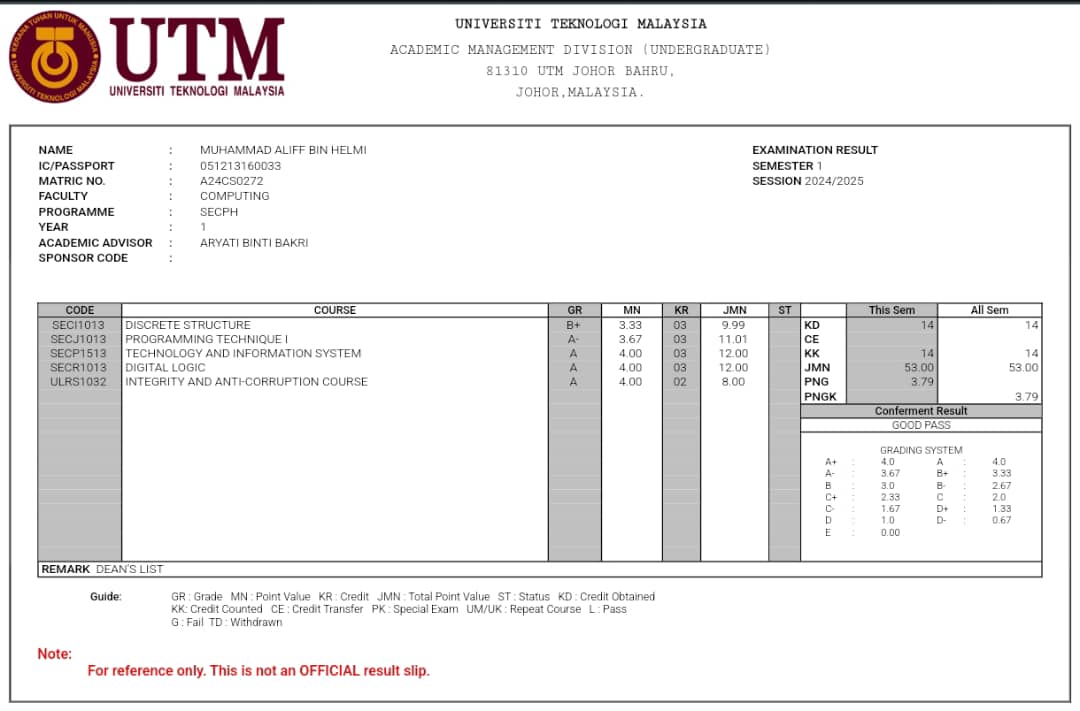 KERANA TUHAN UNTUK MANUSIA
UNIVERSITI TEKNOLOGI MALAYSIA
UTM
UNIVERSITI TEKNOLOGI MALAYSIA
UNIVERSITI TEKNOLOGI MALAYSIA
ACADEMIC MANAGEMENT DIVISION (UNDERGRADUATE)
81310 UTM JOHOR BAHRU,
JOHOR,MALAYSIA.
NAME : MUHAMMAD ALIFF BIN HELMI
IC/PASSPORT : 051213160033
MATRIC NO. : A24CS0272
FACULTY : COMPUTING
PROGRAMME : SECPH
YEAR : 1
ACADEMIC ADVISOR : ARYATI BINTI BAKRI
SPONSOR CODE :
EXAMINATION RESULT
SEMESTER 1
SESSION 2024/2025
CODE COURSE GR MN KR JMN ST This Sem All Sem
SECI1013 DISCRETE STRUCTURE B+ 3.33 03 9.99 KD 14 14
SECJ1013 PROGRAMMING TECHNIQUE I A- 3.67 03 11.01 CE
SECP1513 TECHNOLOGY AND INFORMATION SYSTEM A 4.00 03 12.00 KK 14 14
SECR1013 DIGITAL LOGIC A 4.00 03 12.00 JMN 53.00 53.00
ULRS1032 INTEGRITY AND ANTI-CORRUPTION COURSE A 4.00 02 8.00 PNG 3.79
PNGK 3.79
Conferment Result
GOOD PASS
GRADING SYSTEM
A+ : 4.0 A : 4.0
A- : 3.67 B+ : 3.33
B : 3.0 B- : 2.67
C+ : 2.33 C : 2.0
C- : 1.67 D+ : 1.33
D : 1.0 D- : 0.67
E : 0.00
REMARK DEAN'S LIST
Guide: GR : Grade MN : Point Value KR : Credit JMN : Total Point Value ST : Status KD : Credit Obtained
KK: Credit Counted CE : Credit Transfer PK : Special Exam UM/UK : Repeat Course L : Pass
G : Fail TD : Withdrawn
Note:
For reference only. This is not an OFFICIAL result slip.